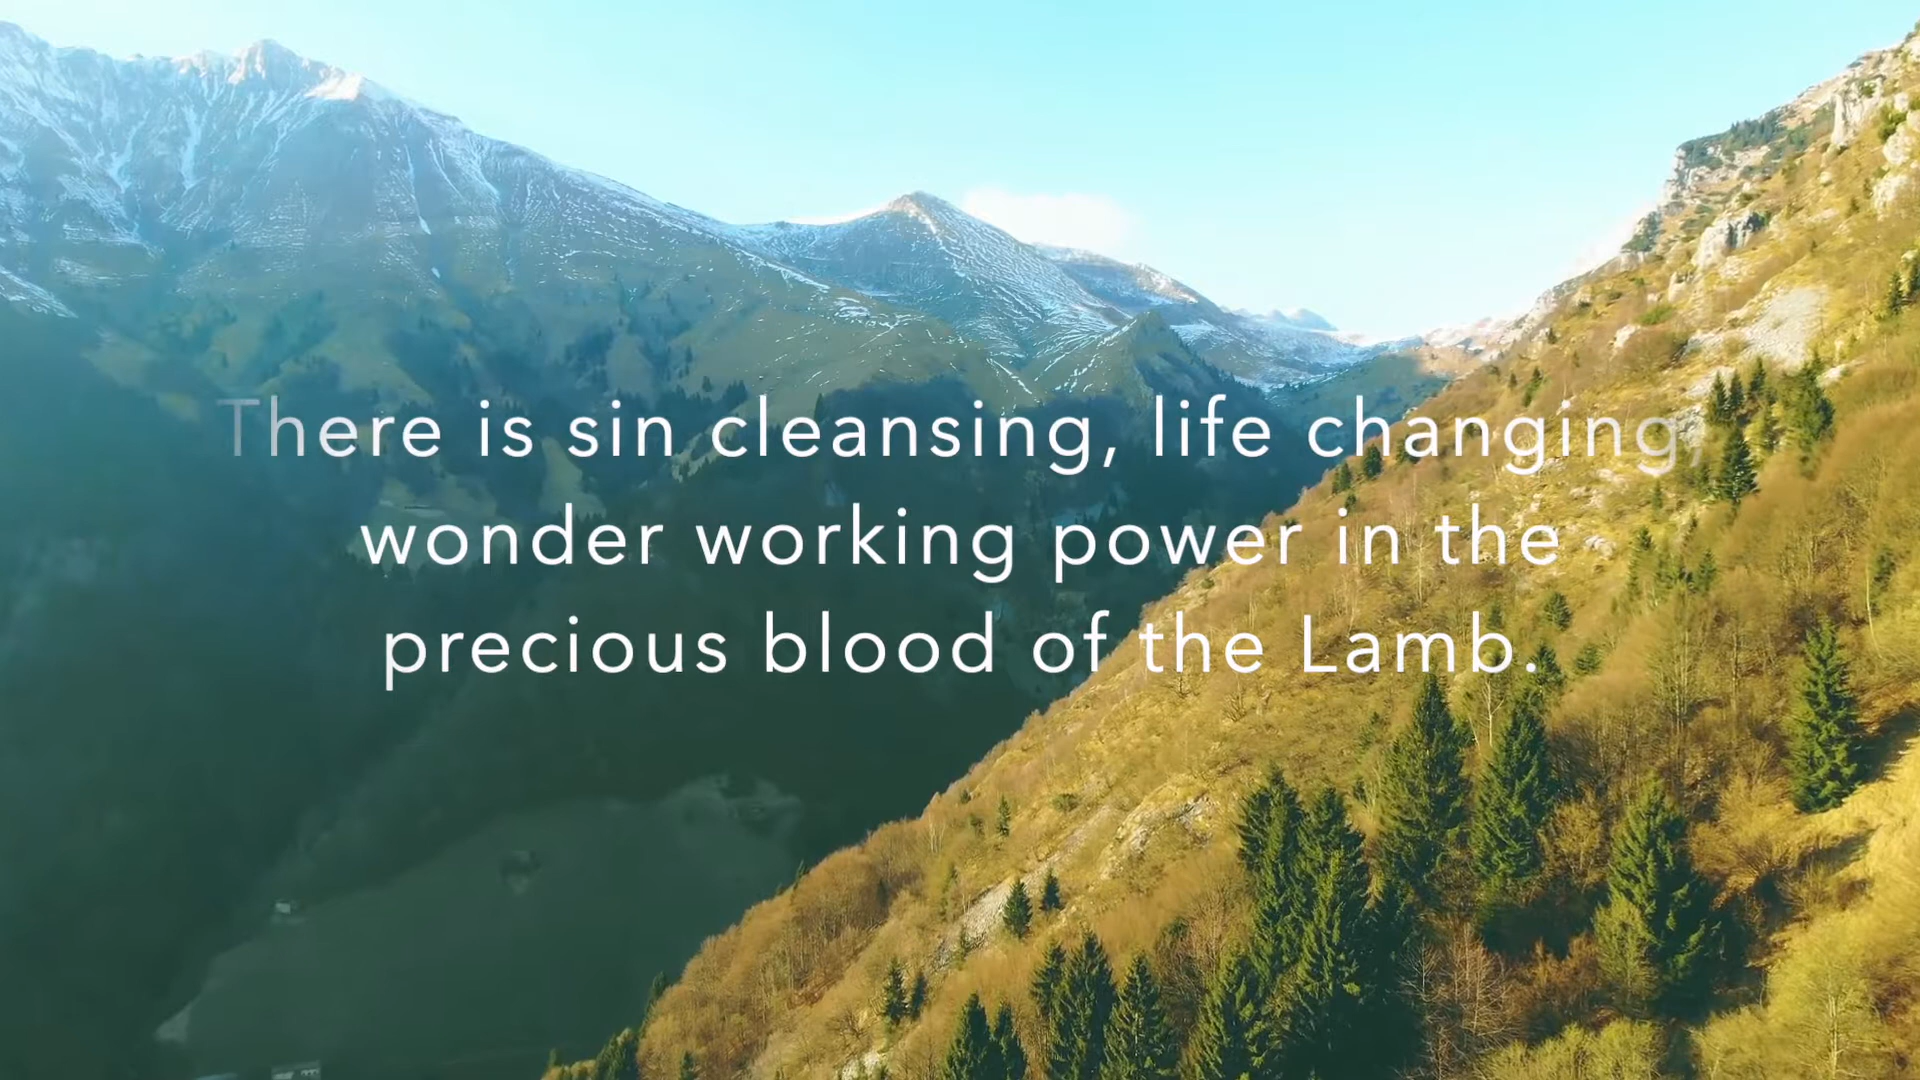 There is sin cleansing, life changing,
wonder working power in the
precious blood of the Lamb.